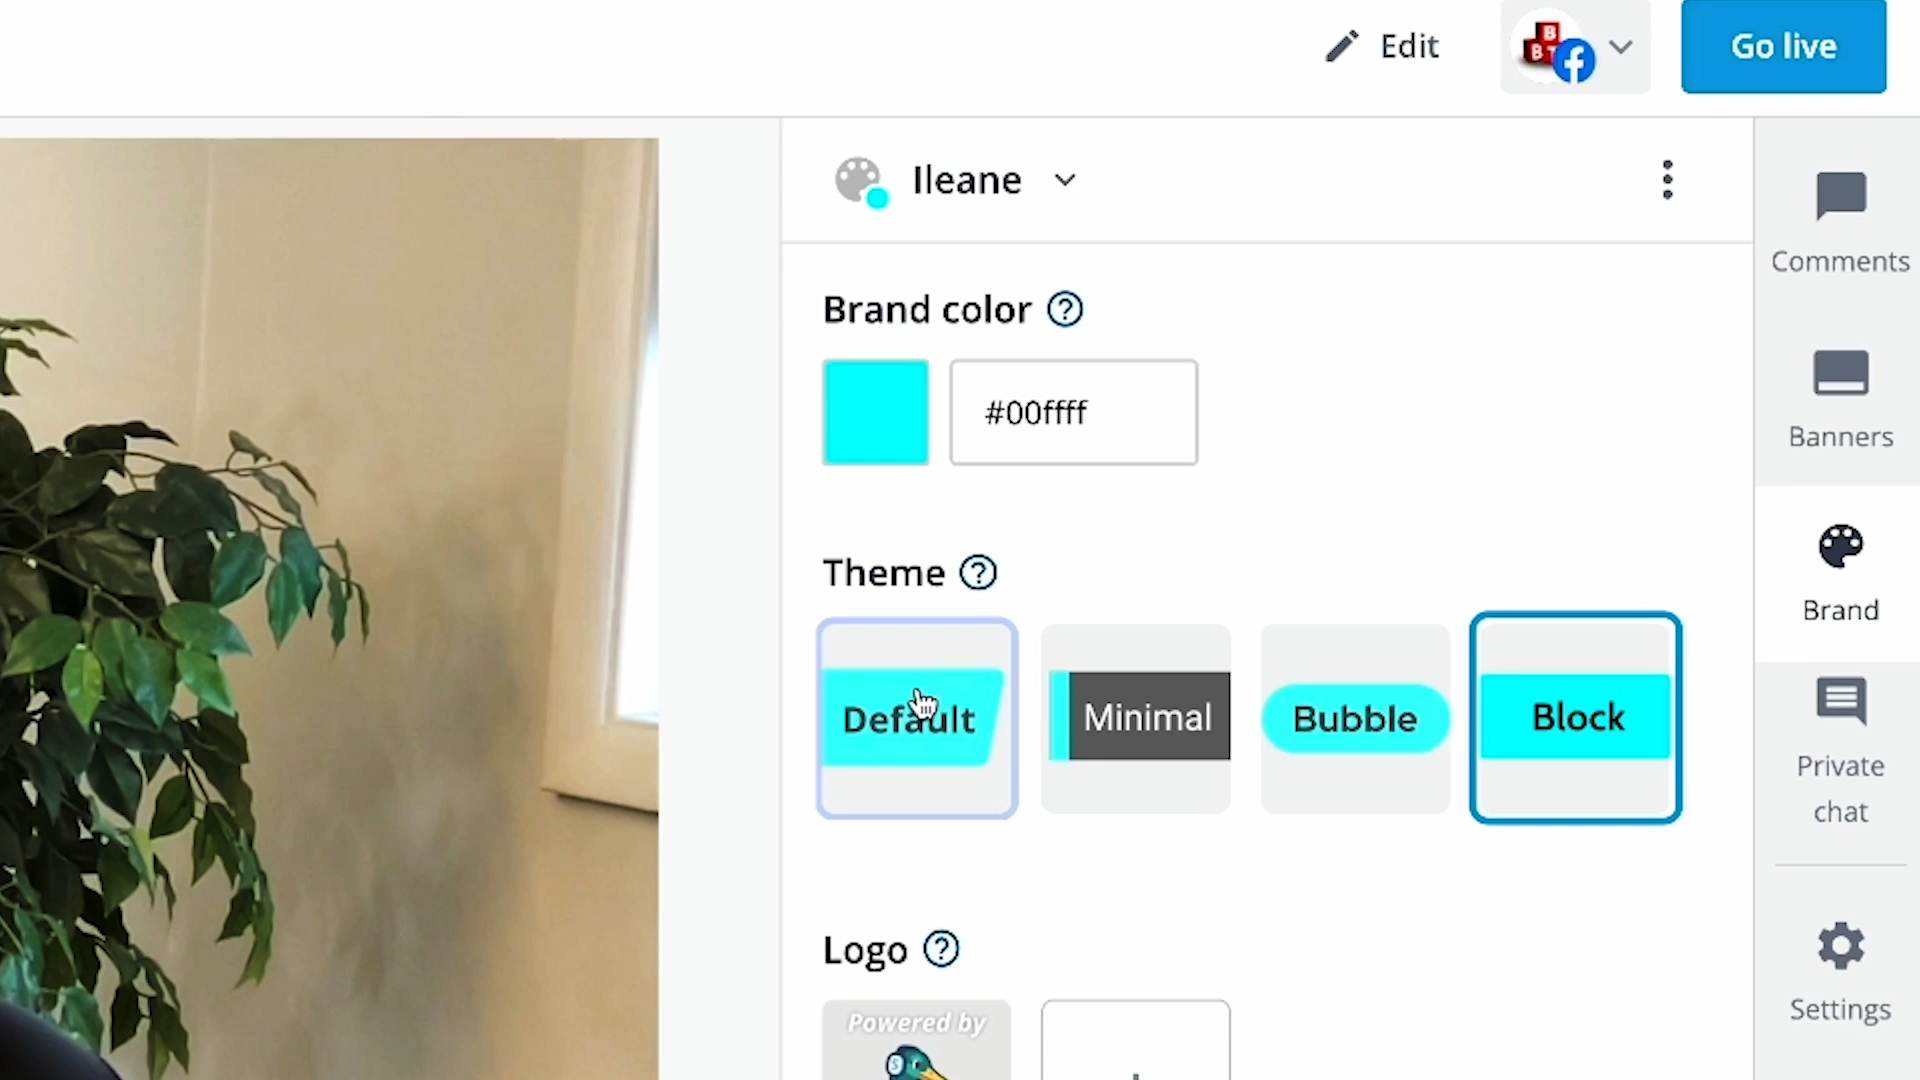 Edit
B
B T
Go live
Ileane
Comments
Brand color ?
#00ffff
Banners
Theme ?
Brand
Default
Minimal
Bubble
Block
Private
chat
Logo ?
Settings
Powered by
S